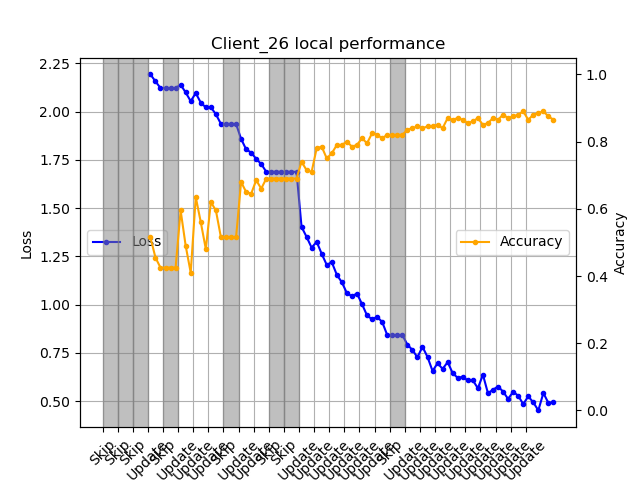 Client_26 local performance
2.25
2.00
1.75
1.50
1.25
1.00
0.75
0.50
Loss
Loss
Accuracy
1.0
0.8
0.6
0.4
0.2
0.0
Accuracy
Skip
Skip
Skip
Update
Skip
Update
Update
Update
Skip
Update
Update
Skip
Skip
Update
Update
Update
Update
Update
Update
Skip
Update
Update
Update
Update
Update
Update
Update
Update
Update